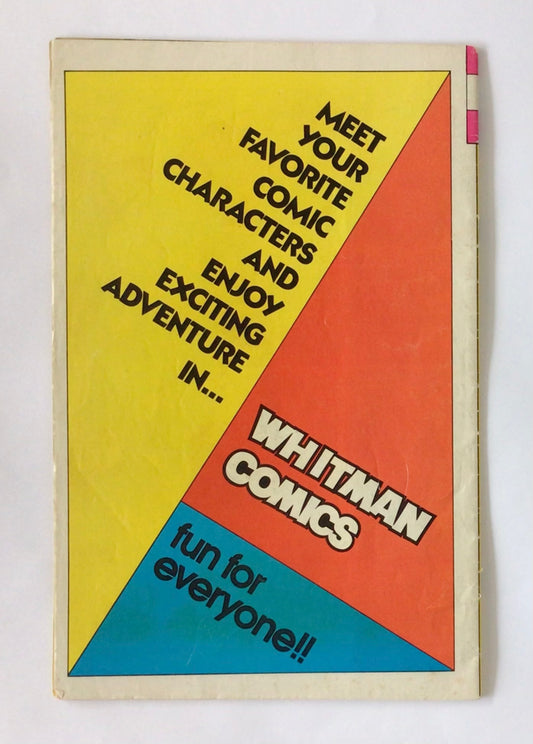 MEET
YOUR
FAVORITE
COMIC
CHARACTERS
AND
ENJOY
EXCITING
ADVENTURE
IN...
WHITMAN
COMICS
fun for
everyone!!